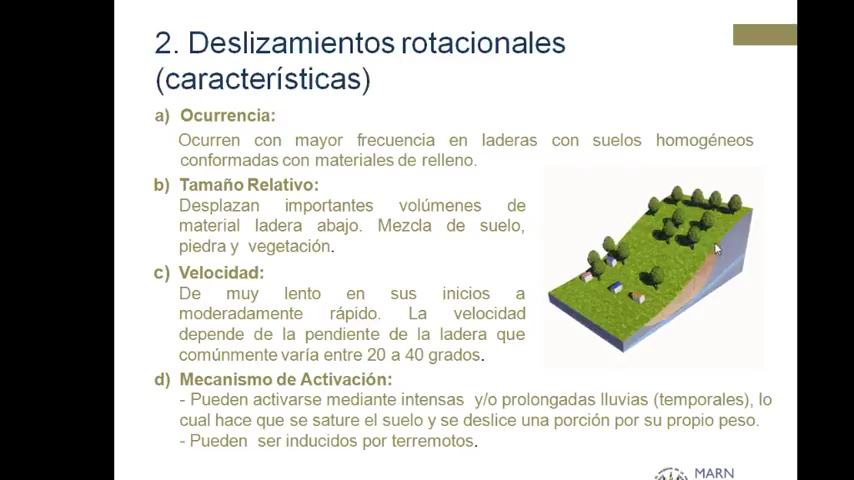 2. Deslizamientos rotacionales
(características)
a) Ocurrencia:
Ocurren con mayor frecuencia en laderas con suelos homogéneos
conformadas con materiales de relleno.
b) Tamaño Relativo:
Desplazan importantes volúmenes de
material ladera abajo. Mezcla de suelo,
piedra y vegetación.
c) Velocidad:
De muy lento en sus inicios a
moderadamente rápido. La velocidad
depende de la pendiente de la ladera que
comúnmente varía entre 20 a 40 grados.
d) Mecanismo de Activación:
- Pueden activarse mediante intensas y/o prolongadas lluvias (temporales), lo
cual hace que se sature el suelo y se deslice una porción por su propio peso.
- Pueden ser inducidos por terremotos.
MARN